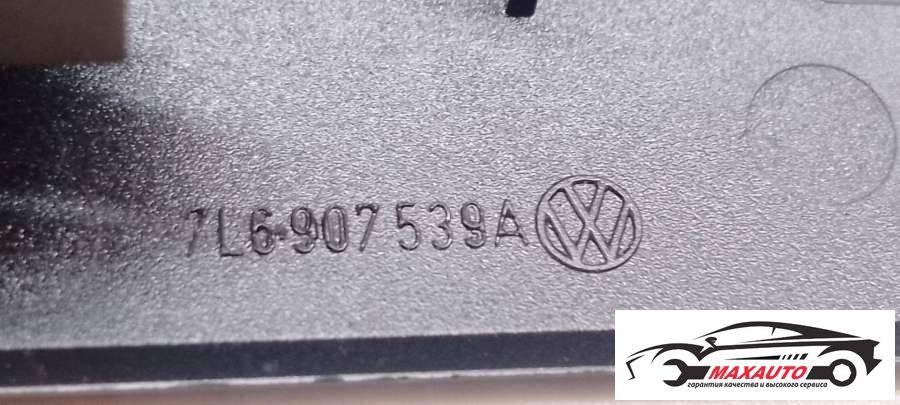 7L6 907 539A
MAXAUTO
гарантия качества и высокого сервиса